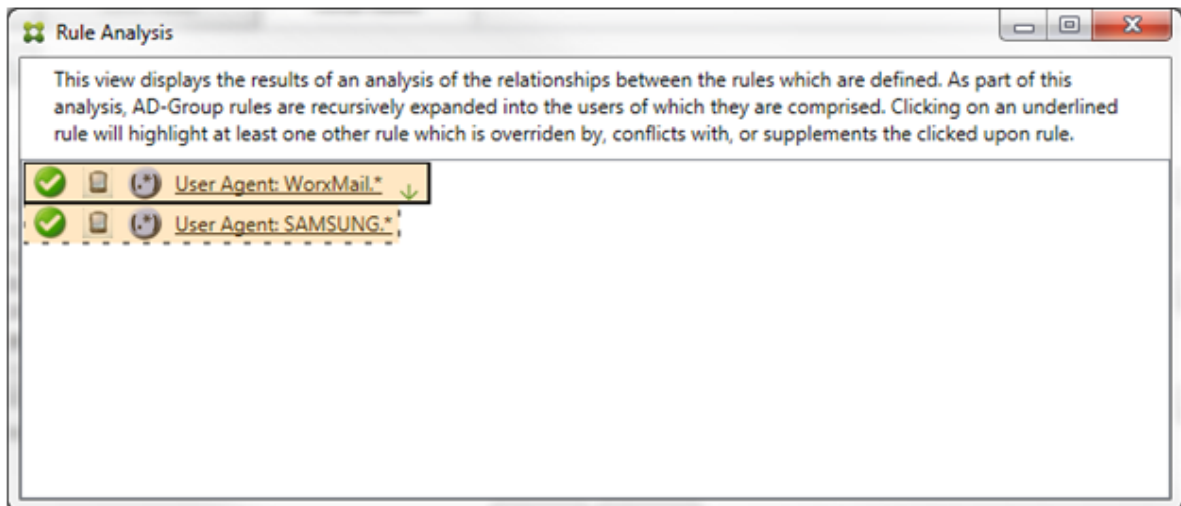 Rule Analysis
This view displays the results of an analysis of the relationships between the rules which are defined. As part of this
analysis, AD-Group rules are recursively expanded into the users of which they are comprised. Clicking on an underlined
rule will highlight at least one other rule which is overriden by, conflicts with, or supplements the clicked upon rule.
(.*) User Agent: WorxMail.*
(.*) User Agent: SAMSUNG.*